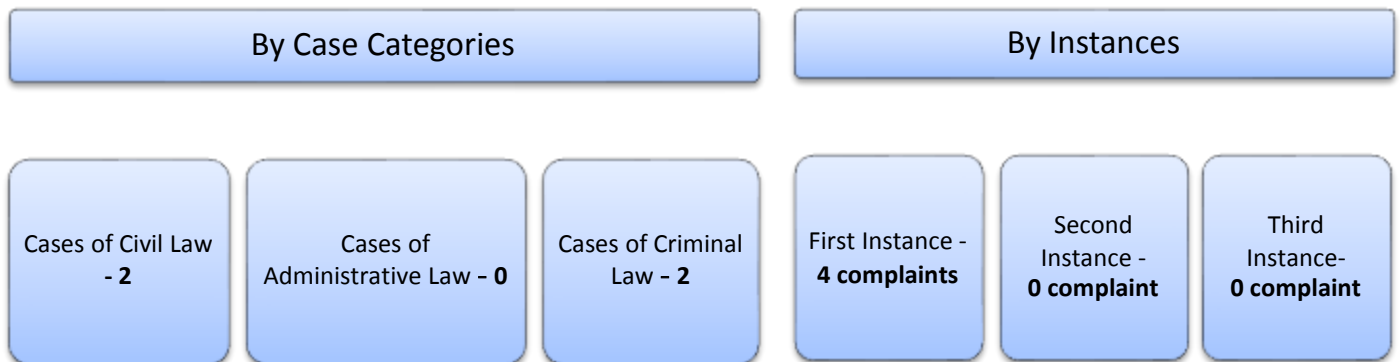 By Case Categories
By Instances
Cases of Civil Law
- 2
Cases of
Administrative Law – 0
Cases of Criminal
Law – 2
First Instance -
4 complaints
Second
Instance -
0 complaint
Third
Instance-
0 complaint